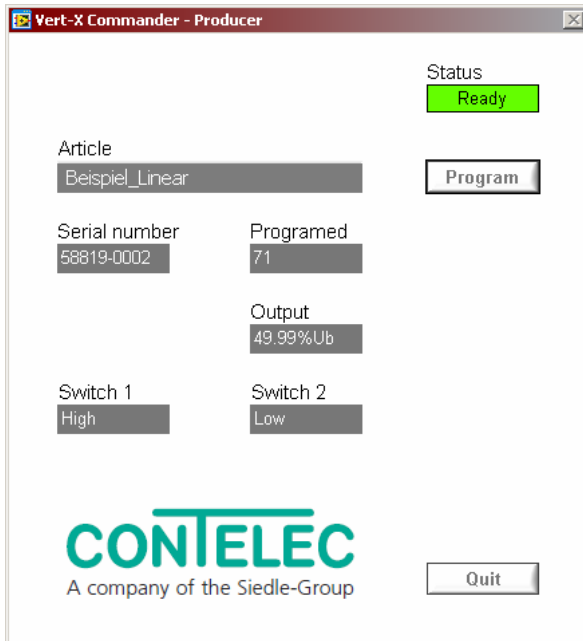 Vert-X Commander - Producer
Status
Ready
Article
Beispiel_Linear
Program
Serial number
Programed
58819-0002
71
Output
49.99%Ub
Switch 1
Switch 2
High
Low
CONTELEC
A company of the Siedle-Group
Quit